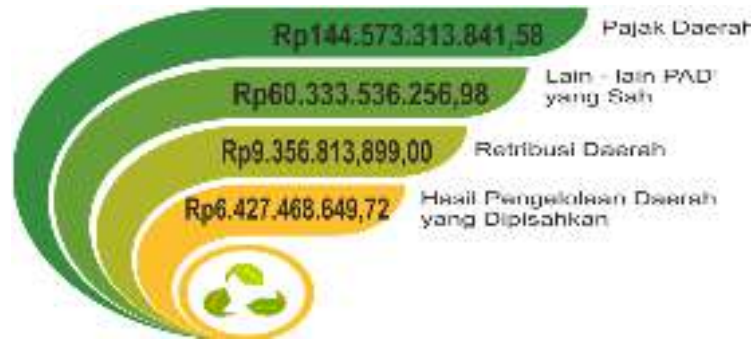 Rp144.573.313.841,58
Pajak Daerah
Rp60.333.536.256,98
Lain - lain PAD
yang Sah
Rp9.356.813,899,00
Retribusi Daerah
Rp6.427.468.649,72
Hasil Pengelolaan Daerah
yang Dipisahkan